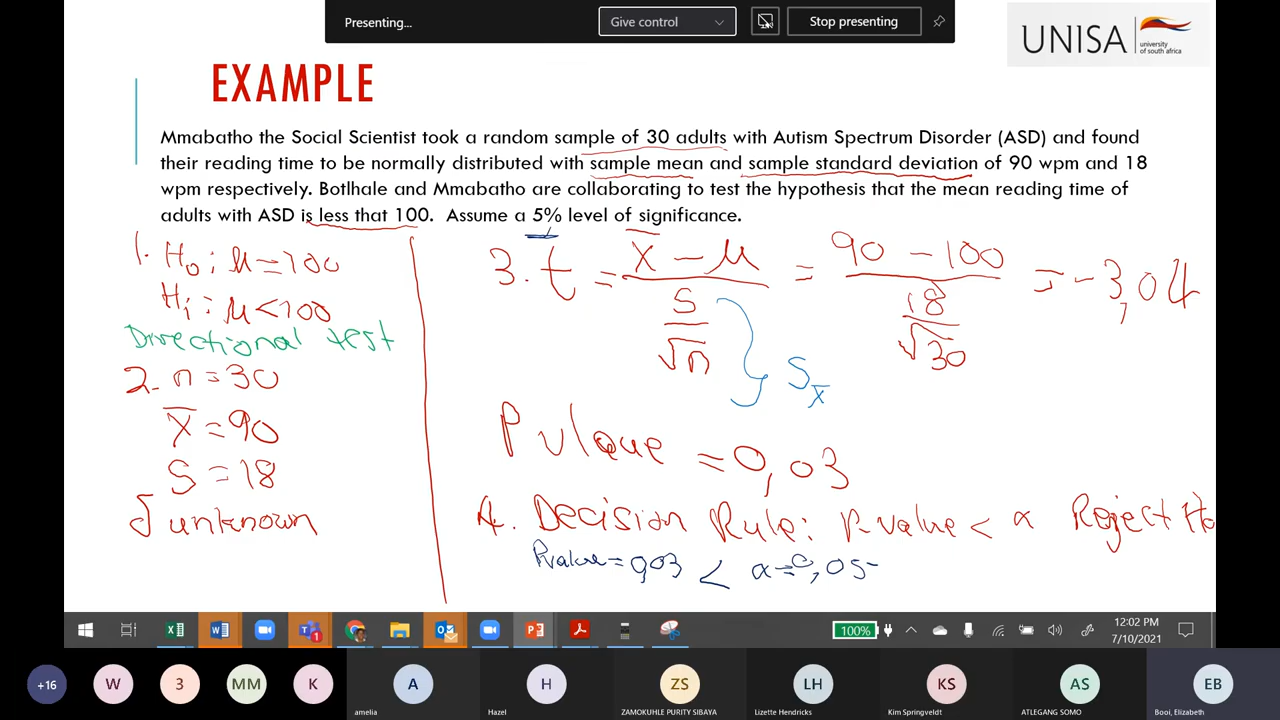 Presenting...
Give control
Stop presenting
UNISA university of south africa
EXAMPLE
Mmabatho the Social Scientist took a random sample of 30 adults with Autism Spectrum Disorder (ASD) and found
their reading time to be normally distributed with sample mean and sample standard deviation of 90 wpm and 18
wpm respectively. Botlhale and Mmabatho are collaborating to test the hypothesis that the mean reading time of
adults with ASD is less that 100. Assume a 5% level of significance.
1. H₀: μ=100
H₁: μ<100
Directional test
2. n=30
x̄=90
S=18
σ unknown
3. t = (x̄ − μ) / (s/√n) = (90 − 100) / (18/√30) = −3,04
S x̄
P vlaue = 0,03
4. Decision Rule: P value < α Reject Ho
Pvalue = 0,03 < α = 0,05
100%
12:02 PM
7/10/2021
+16
W
3
MM
K
A
amelia
H
Hazel
ZS
ZAMOKUHLE PURITY SIBAYA
LH
Lizette Hendricks
KS
Kim Springveldt
AS
ATLEGANG SOMO
EB
Booi, Elizabeth